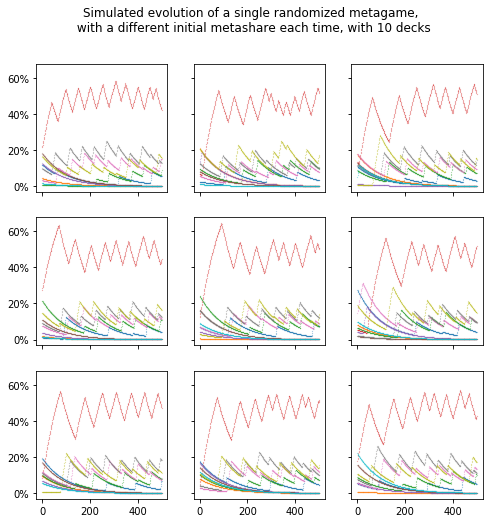 Simulated evolution of a single randomized metagame,
with a different initial metashare each time, with 10 decks
60%
40%
20%
0%
60%
40%
20%
0%
60%
40%
20%
0%
0 200 400
0 200 400
0 200 400